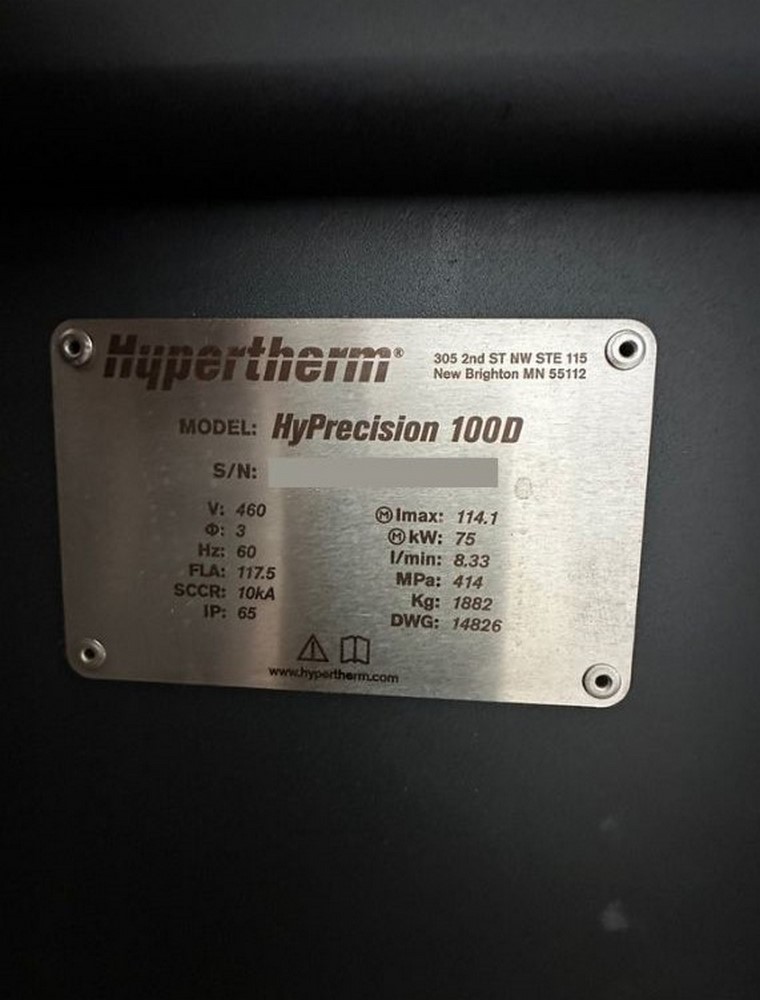 Hypertherm®
305 2nd ST NW STE 115
New Brighton MN 55112
MODEL: HyPrecision 100D
S/N:
V: 460
Φ: 3
Hz: 60
FLA: 117.5
SCCR: 10kA
IP: 65
Ⓜ Imax: 114.1
Ⓜ kW: 75
l/min: 8.33
MPa: 414
Kg: 1882
DWG: 14826
www.hypertherm.com